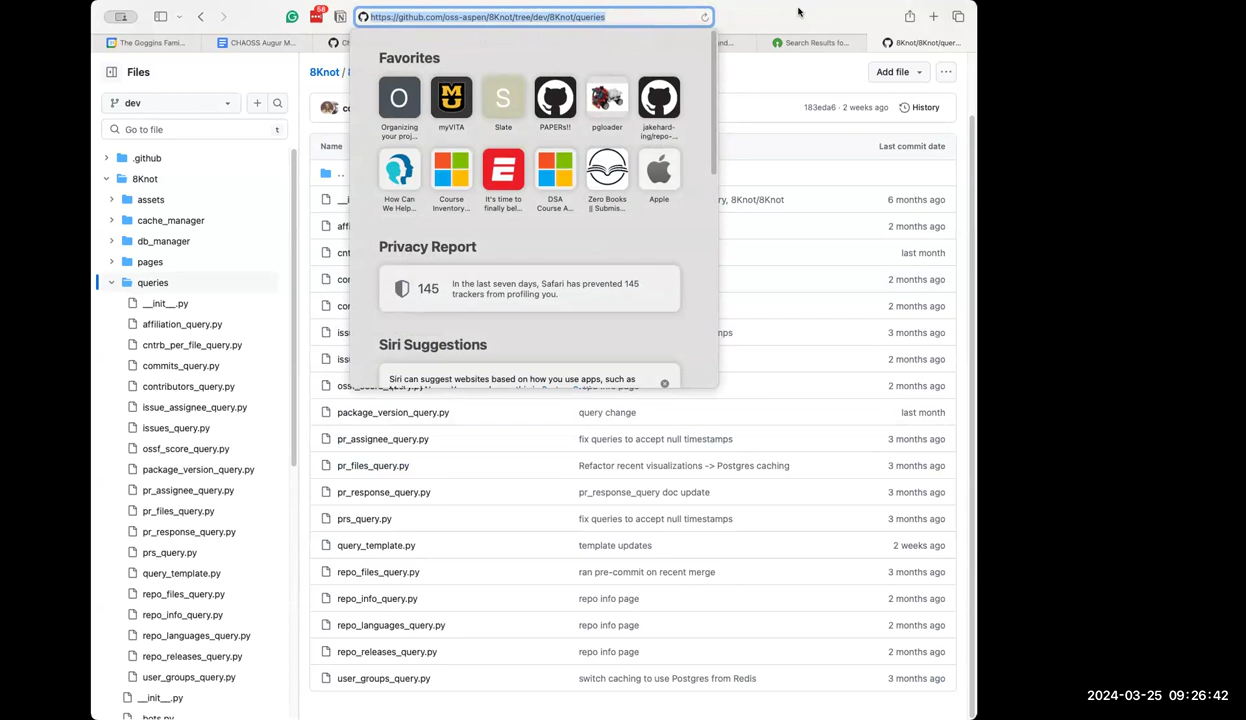 58
https://github.com/oss-aspen/8Knot/tree/dev/8Knot/queries
The Goggins Fami...
CHAOSS Augur M...
Search Results fo...
8Knot/8Knot/quer...
Files
8Knot /
Add file
dev
183eda6 · 2 weeks ago
History
Go to file
t
Name
Last commit date
.github
8Knot
assets
cache_manager
db_manager
pages
queries
__init__.py
affiliation_query.py
cntrb_per_file_query.py
commits_query.py
contributors_query.py
issue_assignee_query.py
issues_query.py
ossf_score_query.py
package_version_query.py
pr_assignee_query.py
pr_files_query.py
pr_response_query.py
prs_query.py
query_template.py
repo_files_query.py
repo_info_query.py
repo_languages_query.py
repo_releases_query.py
user_groups_query.py
__init__.py
Favorites
O
MU
S
E
Organizing
your proj...
myVITA
Slate
PAPERs!!
pgloader
jakehard-
ing/repo-...
How Can
We Help...
Course
Inventory...
It's time to
finally bel...
DSA
Course A...
Zero Books
|| Submis...
Apple
Privacy Report
145
In the last seven days, Safari has prevented 145
trackers from profiling you.
Siri Suggestions
Siri can suggest websites based on how you use apps, such as
..
ry, 8Knot/8Knot
6 months ago
2 months ago
last month
2 months ago
2 months ago
3 months ago
2 months ago
2 months ago
package_version_query.py
query change
last month
pr_assignee_query.py
fix queries to accept null timestamps
3 months ago
pr_files_query.py
Refactor recent visualizations -> Postgres caching
3 months ago
pr_response_query.py
pr_response_query doc update
3 months ago
prs_query.py
fix queries to accept null timestamps
3 months ago
query_template.py
template updates
2 weeks ago
repo_files_query.py
ran pre-commit on recent merge
3 months ago
repo_info_query.py
repo info page
2 months ago
repo_languages_query.py
repo info page
2 months ago
repo_releases_query.py
repo info page
2 months ago
user_groups_query.py
switch caching to use Postgres from Redis
3 months ago
2024-03-25 09:26:42